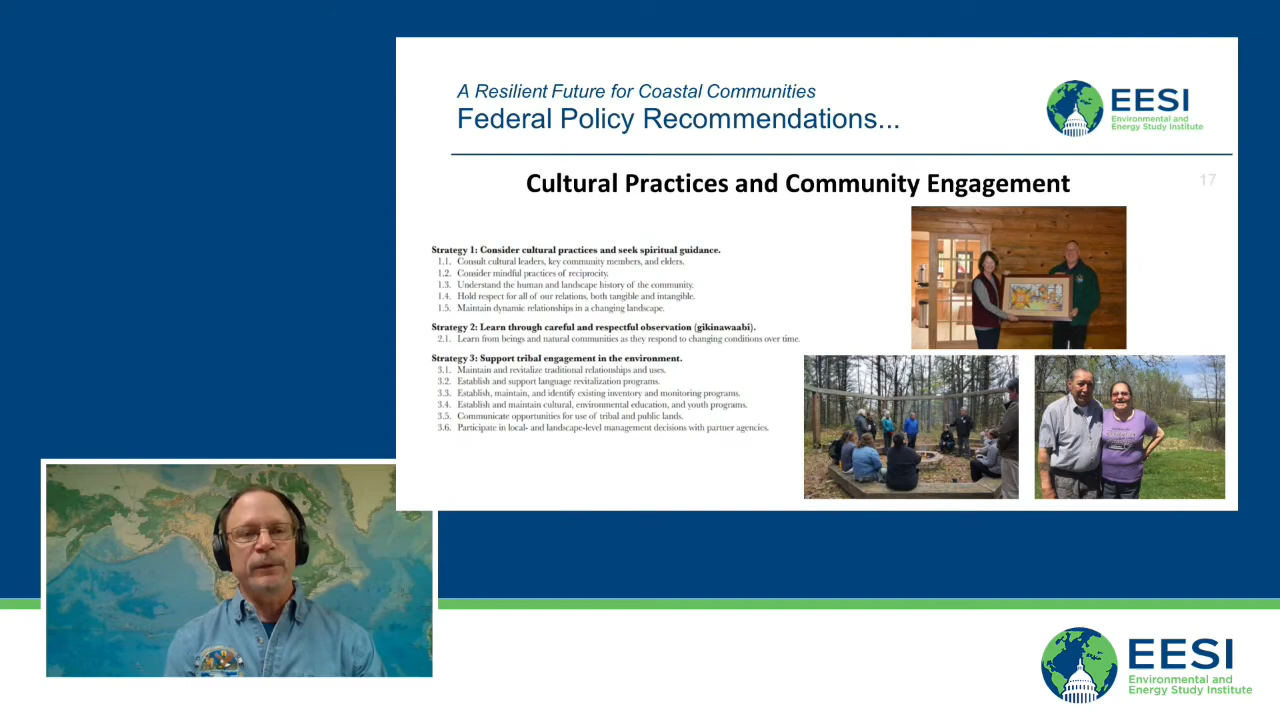 A Resilient Future for Coastal Communities
Federal Policy Recommendations...
EESI
Environmental and
Energy Study Institute
Cultural Practices and Community Engagement
17
Strategy 1: Consider cultural practices and seek spiritual guidance.
1.1. Consult cultural leaders, key community members, and elders.
1.2. Consider mindful practices of reciprocity.
1.3. Understand the human and landscape history of the community.
1.4. Hold respect for all of our relations, both tangible and intangible.
1.5. Maintain dynamic relationships in a changing landscape.
Strategy 2: Learn through careful and respectful observation (gikinawaabi).
2.1. Learn from beings and natural communities as they respond to changing conditions over time.
Strategy 3: Support tribal engagement in the environment.
3.1. Maintain and revitalize traditional relationships and uses.
3.2. Establish and support language revitalization programs.
3.3. Establish, maintain, and identify existing inventory and monitoring programs.
3.4. Establish and maintain cultural, environmental education, and youth programs.
3.5. Communicate opportunities for use of tribal and public lands.
3.6. Participate in local- and landscape-level management decisions with partner agencies.
EESI
Environmental and
Energy Study Institute